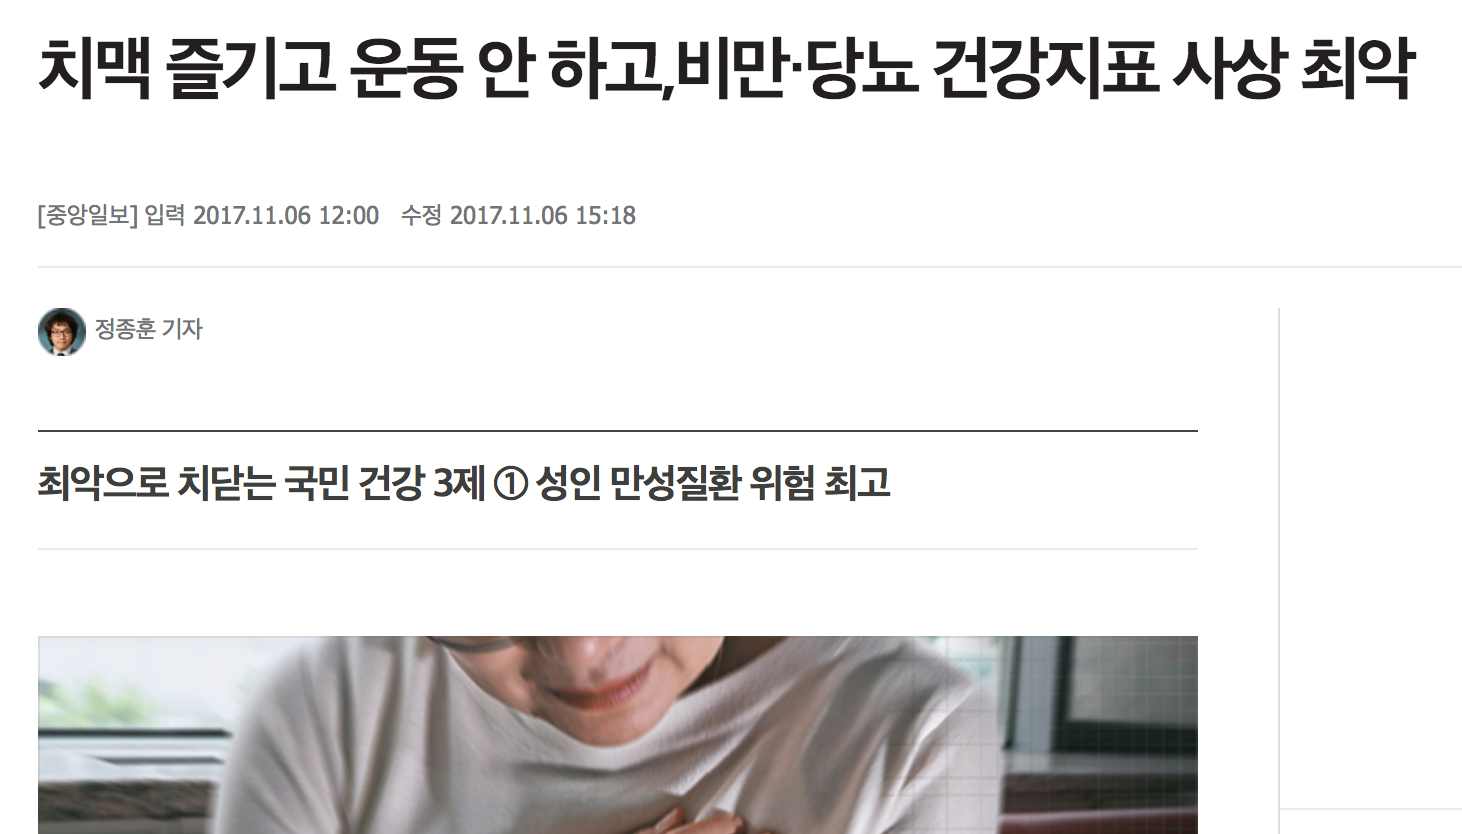 치맥 즐기고 운동 안 하고,비만·당뇨 건강지표 사상 최악
[중앙일보] 입력 2017.11.06 12:00 수정 2017.11.06 15:18
정종훈 기자
최악으로 치닫는 국민 건강 3제 ① 성인 만성질환 위험 최고